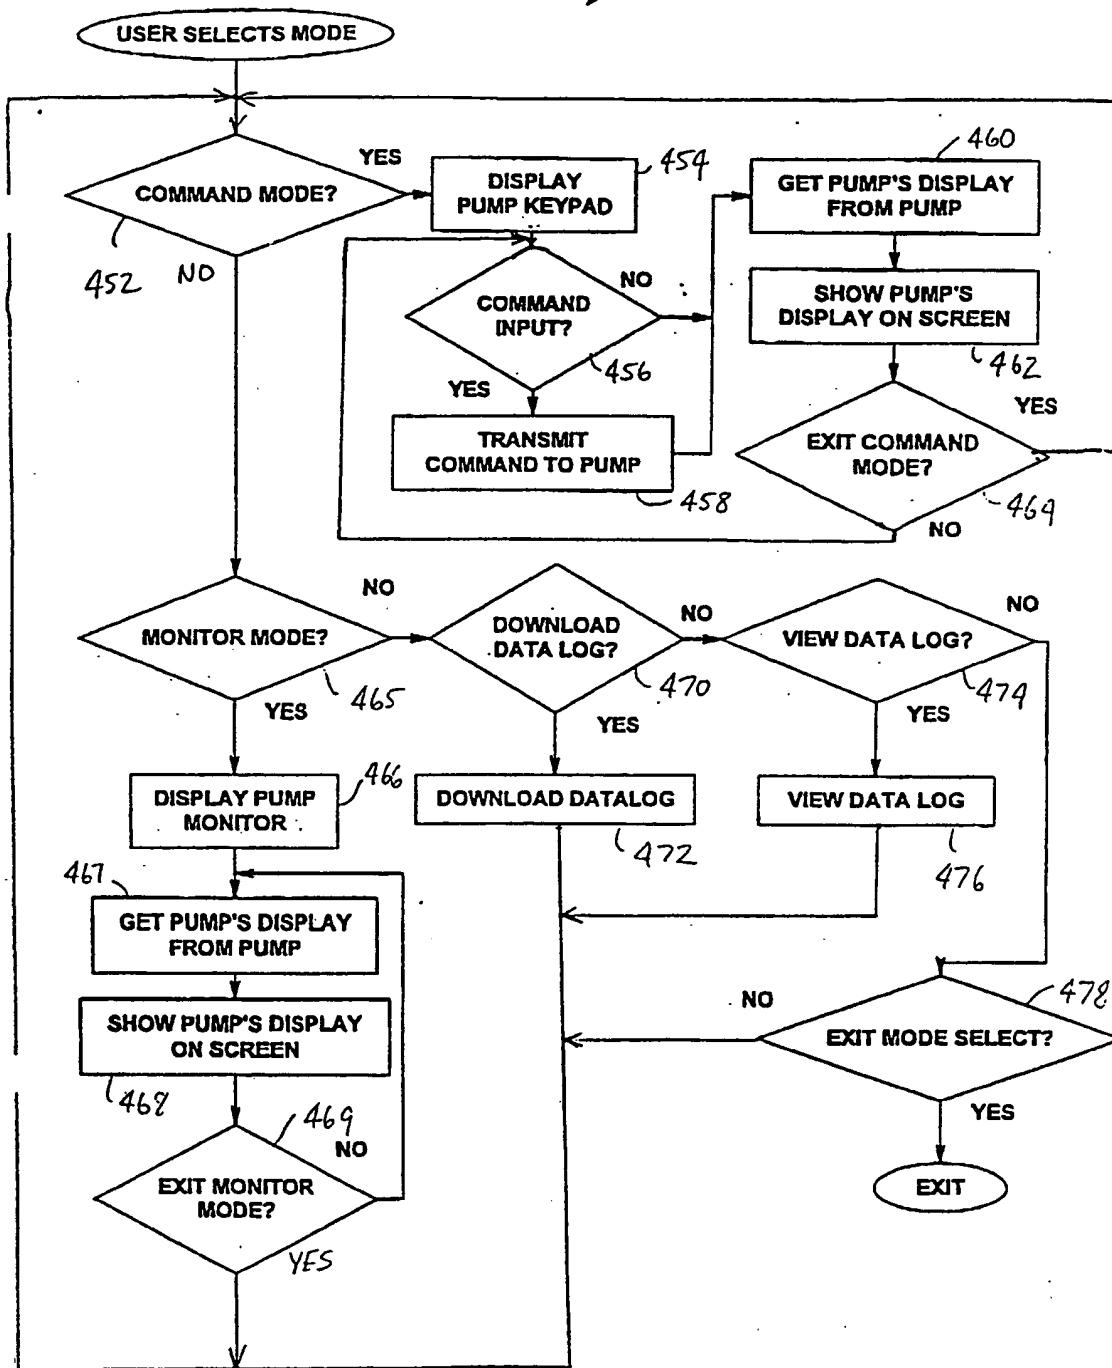 USER SELECTS MODE
COMMAND MODE?
YES
452
NO
DISPLAY
PUMP KEYPAD
454
COMMAND
INPUT?
NO
456
YES
TRANSMIT
COMMAND TO PUMP
458
460
GET PUMP'S DISPLAY
FROM PUMP
SHOW PUMP'S
DISPLAY ON SCREEN
462
EXIT COMMAND
MODE?
YES
464
NO
MONITOR MODE?
NO
465
YES
DOWNLOAD
DATA LOG?
NO
470
YES
VIEW DATA LOG?
NO
474
YES
DISPLAY PUMP
MONITOR
466
DOWNLOAD DATALOG
472
VIEW DATA LOG
476
467
GET PUMP'S DISPLAY
FROM PUMP
SHOW PUMP'S DISPLAY
ON SCREEN
468
469
EXIT MONITOR
MODE?
NO
YES
478
EXIT MODE SELECT?
NO
YES
EXIT